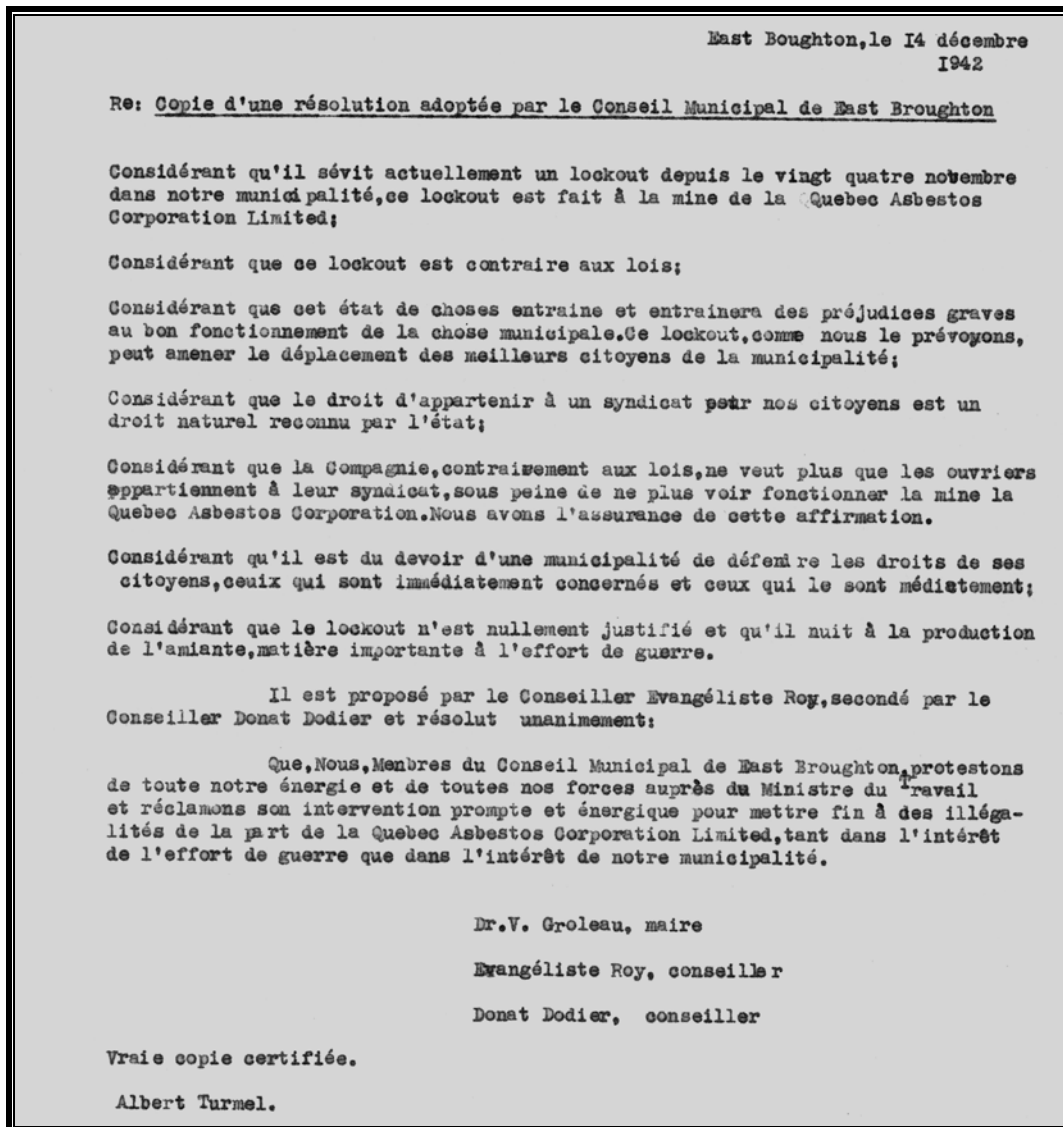 East Boughton,le I4 décembre
I942
Re: Copie d'une résolution adoptée par le Conseil Municipal de East Broughton
Considérant qu'il sévit actuellement un lockout depuis le vingt quatre novembre
dans notre municipalité,ce lockout est fait à la mine de la Quebec Asbestos
Corporation Limited;
Considérant que ce lockout est contraire aux lois;
Considérant que cet état de choses entraine et entrainera des préjudices graves
au bon fonctionnement de la chose municipale.Ce lockout,comme nous le prévoyons,
peut amener le déplacement des meilleurs citoyens de la municipalité;
Considérant que le droit d'appartenir à un syndicat pour nos citoyens est un
droit naturel reconnu par l'état;
Considérant que la Compagnie,contrairement aux lois,ne veut plus que les ouvriers
appartiennent à leur syndicat,sous peine de ne plus voir fonctionner la mine la
Quebec Asbestos Corporation.Nous avons l'assurance de cette affirmation.
Considérant qu'il est du devoir d'une municipalité de défendre les droits de ses
citoyens,ceuix qui sont immédiatement concernés et ceux qui le sont médiatement;
Considérant que le lockout n'est nullement justifié et qu'il nuit à la production
de l'amiante,matière importante à l'effort de guerre.
Il est proposé par le Conseiller Evangéliste Roy,secondé par le
Conseiller Donat Dodier et résolut unanimement:
Que,Nous,Menbres du Conseil Municipal de East Broughton,protestons
de toute notre énergie et de toutes nos forces auprès du Ministre du Travail
et réclamons son intervention prompte et énergique pour mettre fin à des illéga-
lités de la part de la Quebec Asbestos Corporation Limited,tant dans l'intérêt
de l'effort de guerre que dans l'intérêt de notre municipalité.
Dr.V. Groleau, maire
Evangéliste Roy, conseiller
Donat Dodier, conseiller
Vraie copie certifiée.
Albert Turmel.